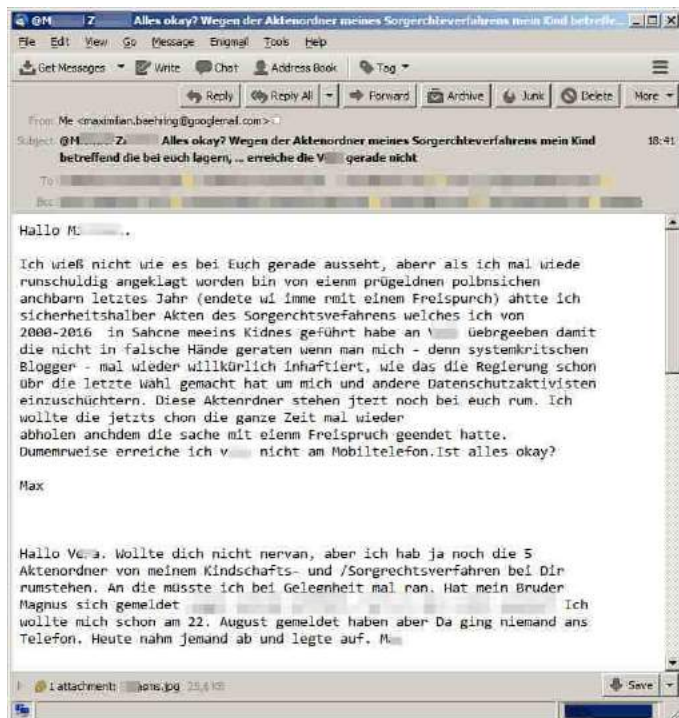 @M Z Alles okay? Wegen der Aktenordner meines Sorgerchteverfahrens mein Kind betreffe...
File Edit View Go Message Enigmail Tools Help
Get Messages Write Chat Address Book Tag
Reply Reply All Forward Archive Junk Delete More
From Me <maximilian.baehring@googlemail.com>
Subject @M Z Alles okay? Wegen der Aktenordner meines Sorgerchteverfahrens mein Kind 18:41
betreffend die bei euch lagern, ... erreiche die V gerade nicht
To
Bcc
Hallo M
Ich wieß nicht wie es bei Euch gerade ausseht, aberr als ich mal wiede
runschuldig angeklagt worden bin von eienm prügeldnen polbnsichen
anchbarn letztes Jahr (endete wi imme rmit einem Freispurch) ahtte ich
sicherheitshalber Akten des Sorgerchtsvefahrens welches ich von
2000-2016 in Sahcne meeins Kidnes geführt habe an üebrgeeben damit
die nicht in falsche Hände geraten wenn man mich - denn systemkritschen
Blogger - mal wieder willkürlich inhaftiert, wie das die Regierung schon
übr die letzte Wahl gemacht hat um mich und andere Datenschutzaktivisten
einzuschüchtern. Diese Aktenrdner stehen jtezt noch bei euch rum. Ich
wollte die jetzts chon die ganze Zeit mal wieder
abholen anchdem die sache mit eienm Freispruch geendet hatte.
Dumemrweise erreiche ich v nicht am Mobiltelefon.Ist alles okay?
Max
Hallo Ve a. Wollte dich nicht nervan, aber ich hab ja noch die 5
Aktenordner von meinem Kindschafts- und /Sorgrechtsverfahren bei Dir
rumstehen. An die müsste ich bei Gelegenheit mal ran. Hat mein Bruder
Magnus sich gemeldet Ich
wollte mich schon am 22. August gemeldet haben aber Da ging niemand ans
Telefon. Heute nahm jemand ab und legte auf. M
1 attachment: .jpg Save